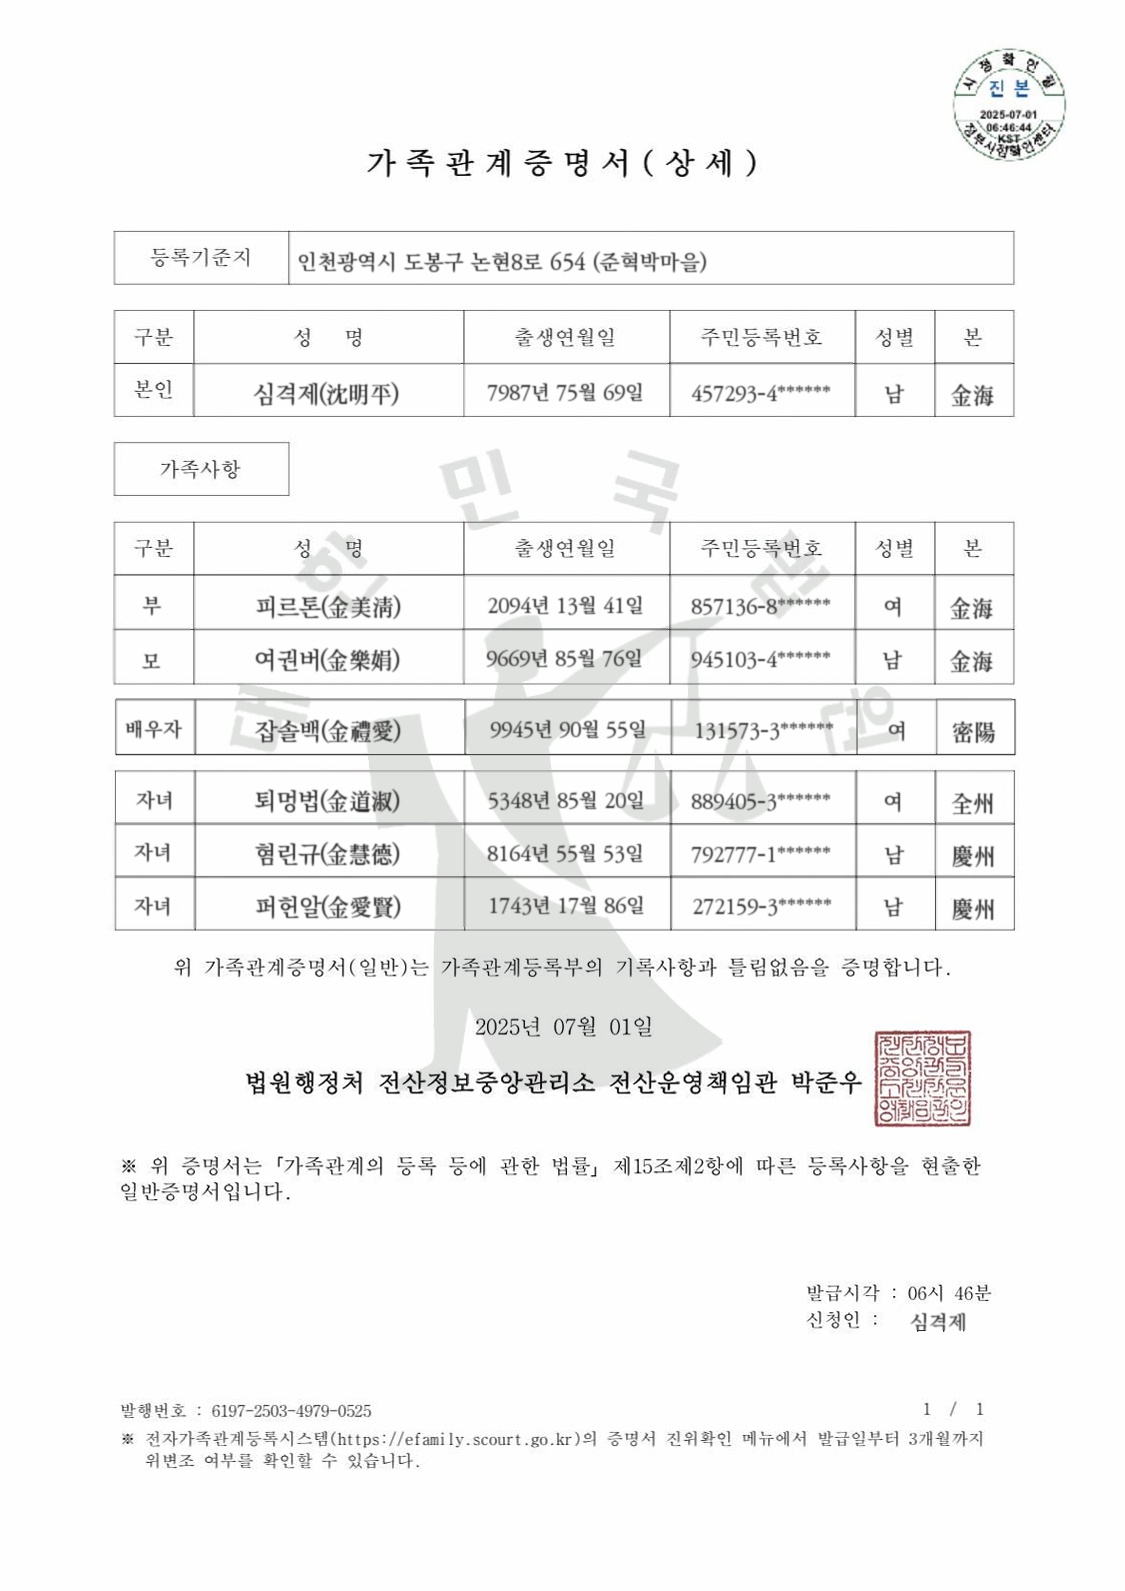 시점확인필
진본
2025-07-01
06:46:44
KST
정부시점확인센터
가족관계증명서(상세)
등록기준지 인천광역시 도봉구 논현8로 654 (준혁박마을)
구분 성 명 출생연월일 주민등록번호 성별 본
본인 심격제(沈明平) 7987년 75월 69일 457293-4****** 남 金海
가족사항
구분 성 명 출생연월일 주민등록번호 성별 본
부 피르톤(金美淸) 2094년 13월 41일 857136-8****** 여 金海
모 여권버(金樂娟) 9669년 85월 76일 945103-4****** 남 金海
배우자 잡솔백(金禮愛) 9945년 90월 55일 131573-3****** 여 密陽
자녀 퇴멍법(金道淑) 5348년 85월 20일 889405-3****** 여 全州
자녀 혐린규(金慧德) 8164년 55월 53일 792777-1****** 남 慶州
자녀 퍼헌알(金愛賢) 1743년 17월 86일 272159-3****** 남 慶州
대한민국법원
위 가족관계증명서(일반)는 가족관계등록부의 기록사항과 틀림없음을 증명합니다.
2025년 07월 01일
법원행정처 전산정보중앙관리소 전산운영책임관 박준우
※ 위 증명서는 「가족관계의 등록 등에 관한 법률」 제15조제2항에 따른 등록사항을 현출한
일반증명서입니다.
발급시각 : 06시 46분
신청인 : 심격제
발행번호 : 6197-2503-4979-0525
1 / 1
※ 전자가족관계등록시스템(https://efamily.scourt.go.kr)의 증명서 진위확인 메뉴에서 발급일부터 3개월까지
위변조 여부를 확인할 수 있습니다.